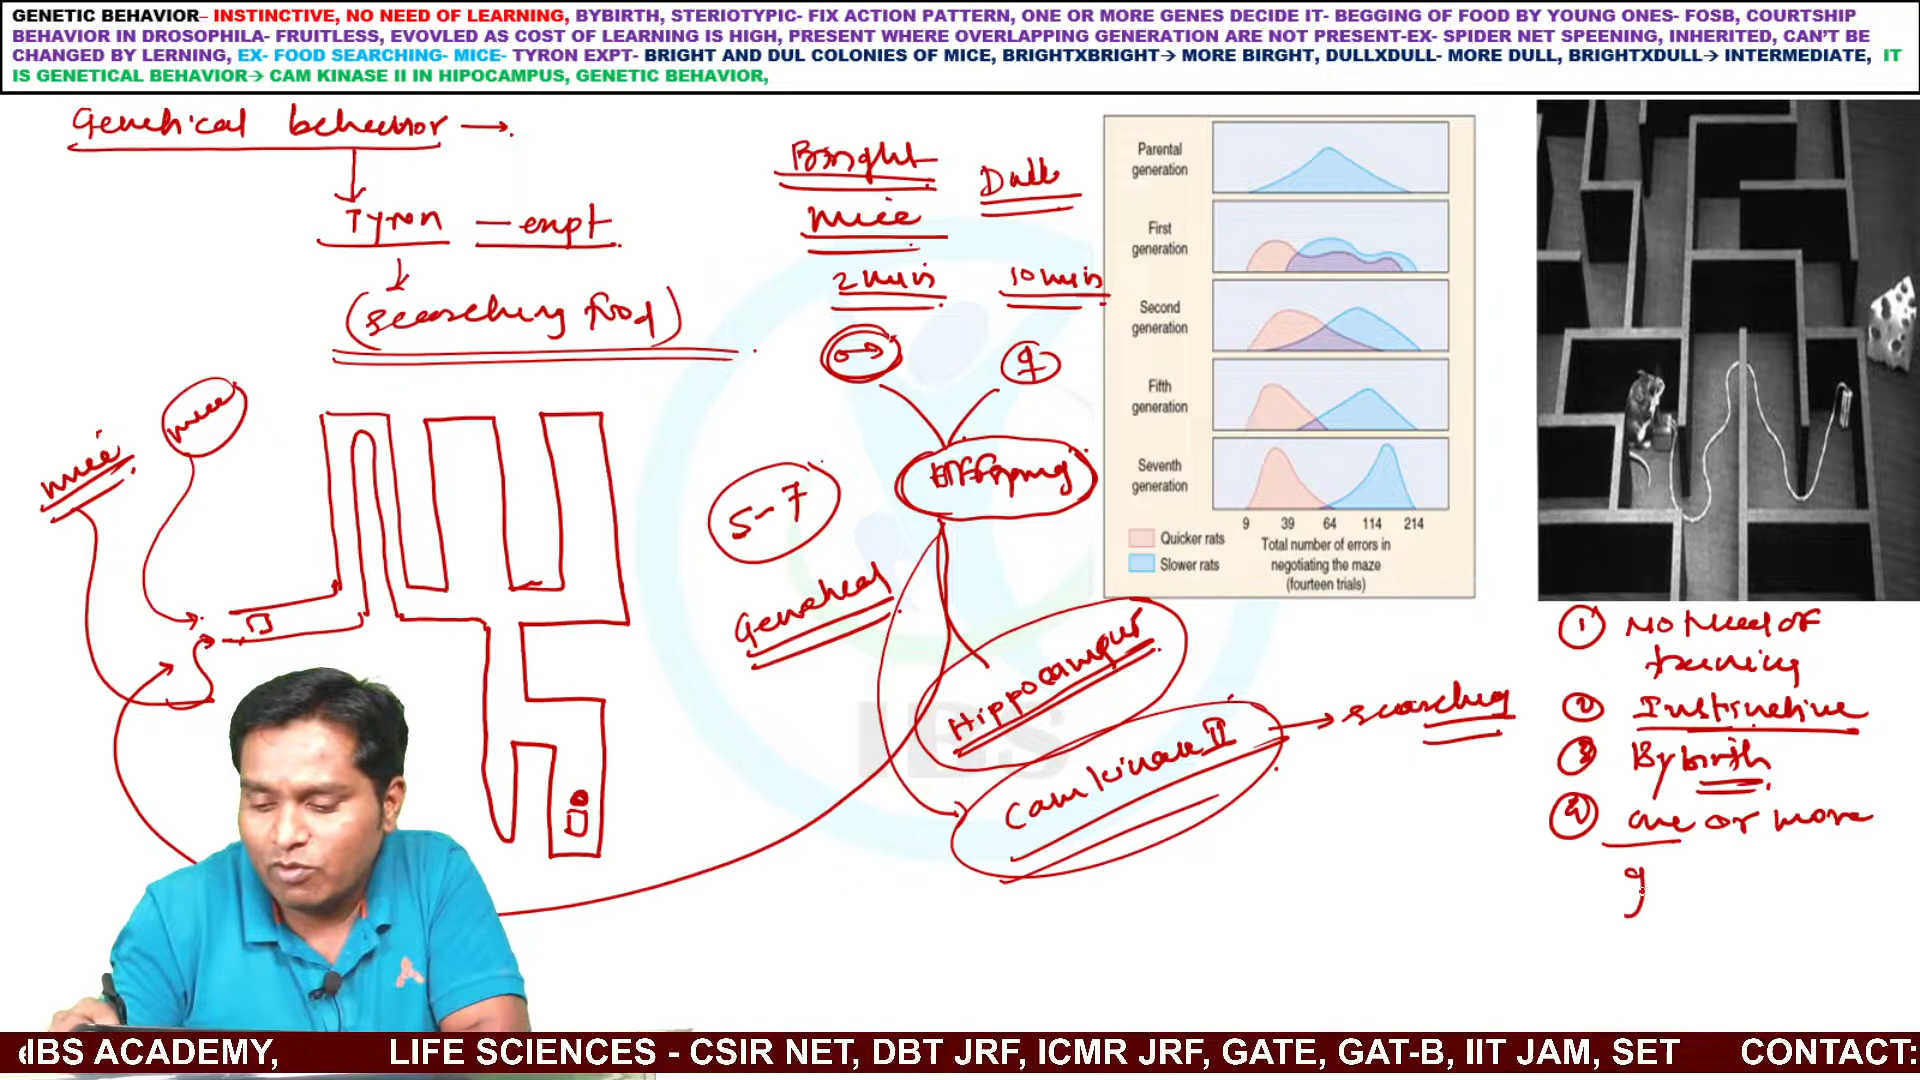 GENETIC BEHAVIOR– INSTINCTIVE, NO NEED OF LEARNING, BYBIRTH, STERIOTYPIC- FIX ACTION PATTERN, ONE OR MORE GENES DECIDE IT- BEGGING OF FOOD BY YOUNG ONES- FOSB, COURTSHIP
BEHAVIOR IN DROSOPHILA- FRUITLESS, EVOVLED AS COST OF LEARNING IS HIGH, PRESENT WHERE OVERLAPPING GENERATION ARE NOT PRESENT-EX- SPIDER NET SPEENING, INHERITED, CAN'T BE
CHANGED BY LERNING, EX- FOOD SEARCHING- MICE- TYRON EXPT- BRIGHT AND DUL COLONIES OF MICE, BRIGHTXBRIGHT→ MORE BIRGHT, DULLXDULL- MORE DULL, BRIGHTXDULL→ INTERMEDIATE, IT
IS GENETICAL BEHAVIOR→ CAM KINASE II IN HIPOCAMPUS, GENETIC BEHAVIOR,
Genetical behavior →
Tyron – expt
(searching food)
mice
mice
Bright
Dull
mice
2 min
10 min
offspring
5-7
Genetical
Hippocampus
Cam kinase II → searching
Parental
generation
First
generation
Second
generation
Fifth
generation
Seventh
generation
9 39 64 114 214
Quicker rats
Slower rats
Total number of errors in
negotiating the maze
(fourteen trials)
① No Need of
training
② Instinctive
③ By birth
④ one or more
g
IBS
IBS ACADEMY, LIFE SCIENCES - CSIR NET, DBT JRF, ICMR JRF, GATE, GAT-B, IIT JAM, SET CONTACT: